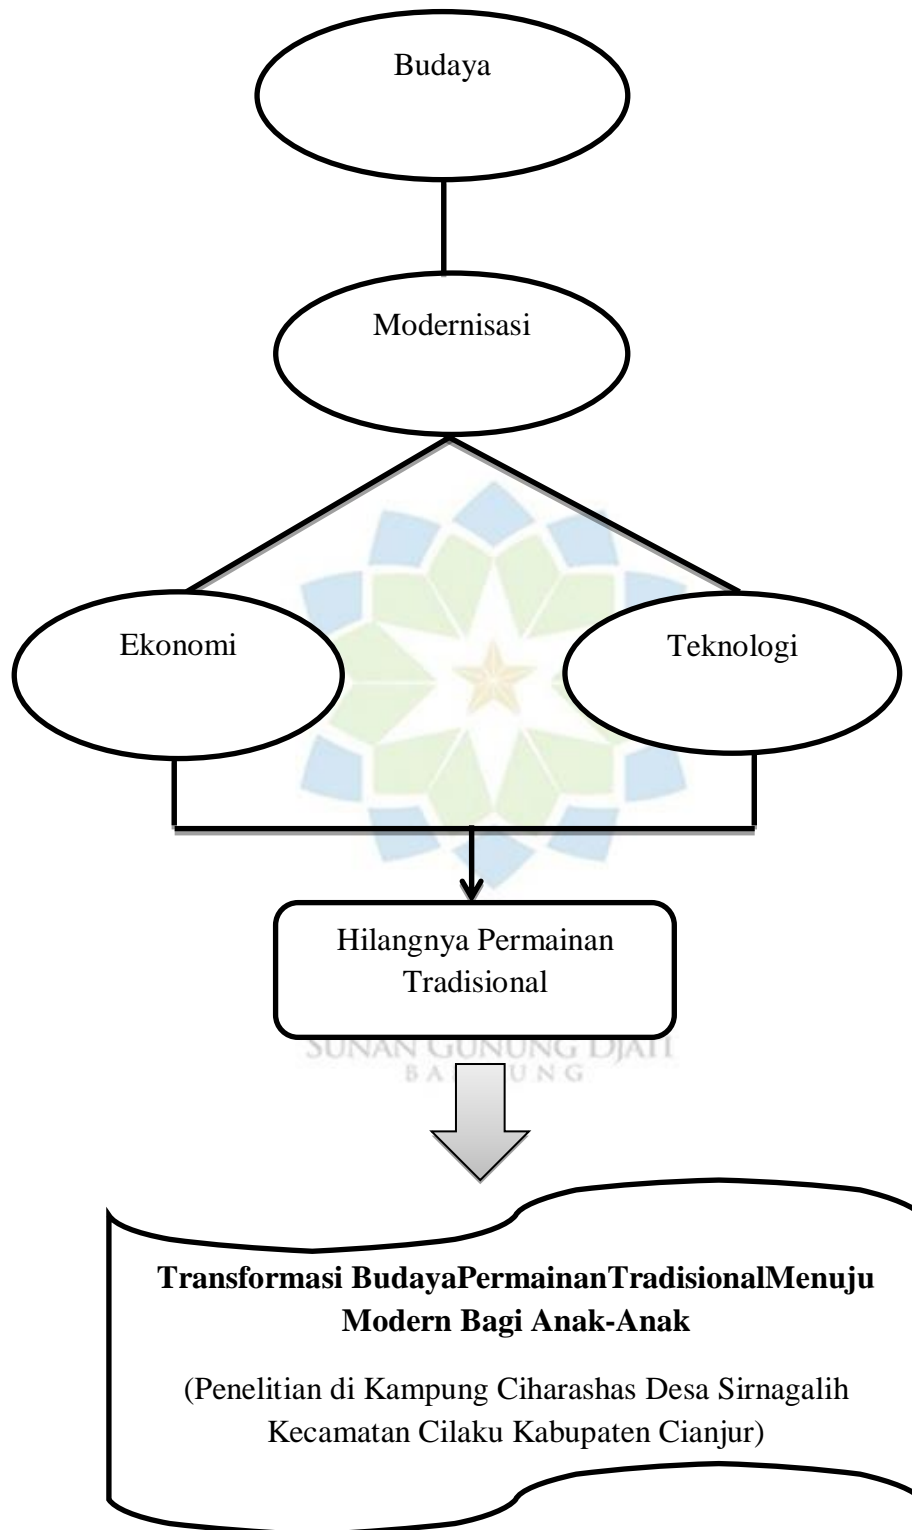 Budaya
Modernisasi
Ekonomi
Teknologi
Hilangnya Permainan
Tradisional
SUNAN GUNUNG DJATI
Transformasi BudayaPermainanTradisionalMenuju
Modern Bagi Anak-Anak
(Penelitian di Kampung Ciharashas Desa Sirnagalih
Kecamatan Cilaku Kabupaten Cianjur)